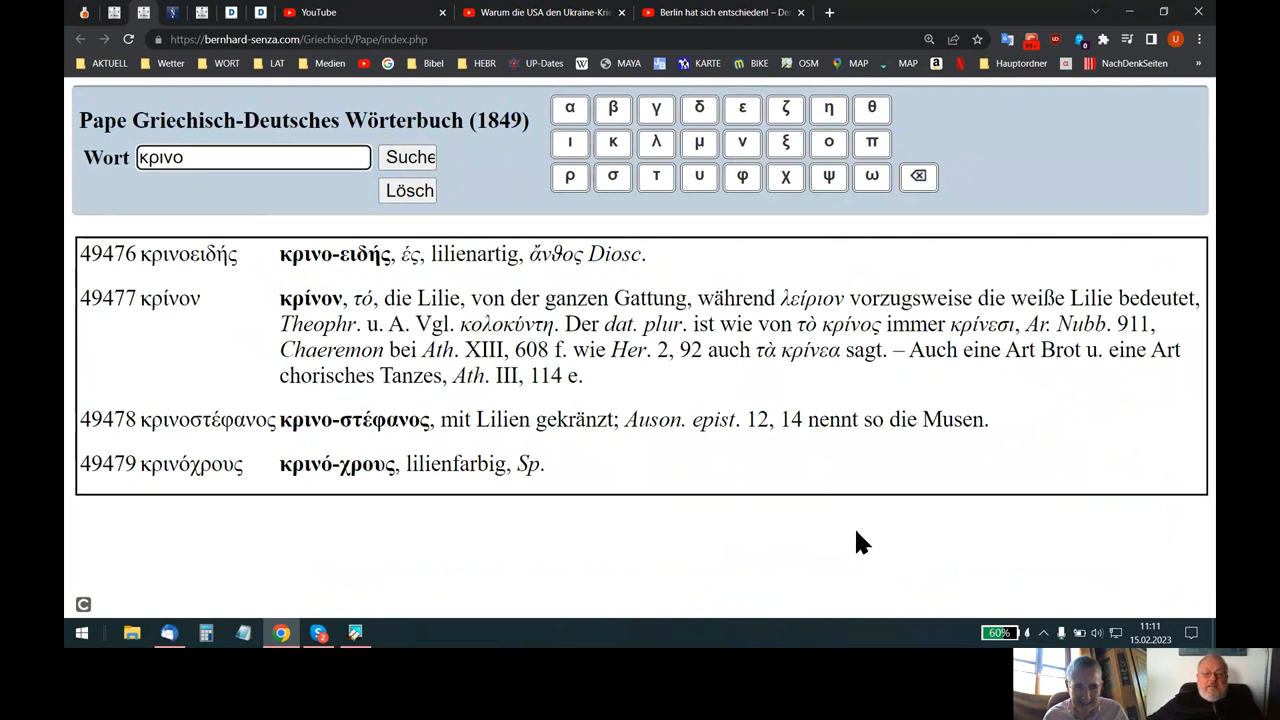 YouTube
Warum die USA den Ukraine-Krie
Berlin hat sich entschieden! – De
https://bernhard-senza.com/Griechisch/Pape/index.php
AKTUELL Wetter WORT LAT Medien Bibel HEBR UP-Dates MAYA KARTE BIKE OSM MAP MAP Hauptordner NachDenkSeiten »
Pape Griechisch-Deutsches Wörterbuch (1849)
Wort κρινο Suche
Lösch
α β γ δ ε ζ η θ
ι κ λ μ ν ξ ο π
ρ σ τ υ φ χ ψ ω
49476 κρινοειδής κρινο-ειδής, ές, lilienartig, ἄνθος Diosc.
49477 κρίνον κρίνον, τό, die Lilie, von der ganzen Gattung, während λείριον vorzugsweise die weiße Lilie bedeutet,
Theophr. u. A. Vgl. κολοκύντη. Der dat. plur. ist wie von τὸ κρίνος immer κρίνεσι, Ar. Nubb. 911,
Chaeremon bei Ath. XIII, 608 f. wie Her. 2, 92 auch τὰ κρίνεα sagt. – Auch eine Art Brot u. eine Art
chorisches Tanzes, Ath. III, 114 e.
49478 κρινοστέφανος κρινο-στέφανος, mit Lilien gekränzt; Auson. epist. 12, 14 nennt so die Musen.
49479 κρινόχρους κρινό-χρους, lilienfarbig, Sp.
60%
11:11
15.02.2023